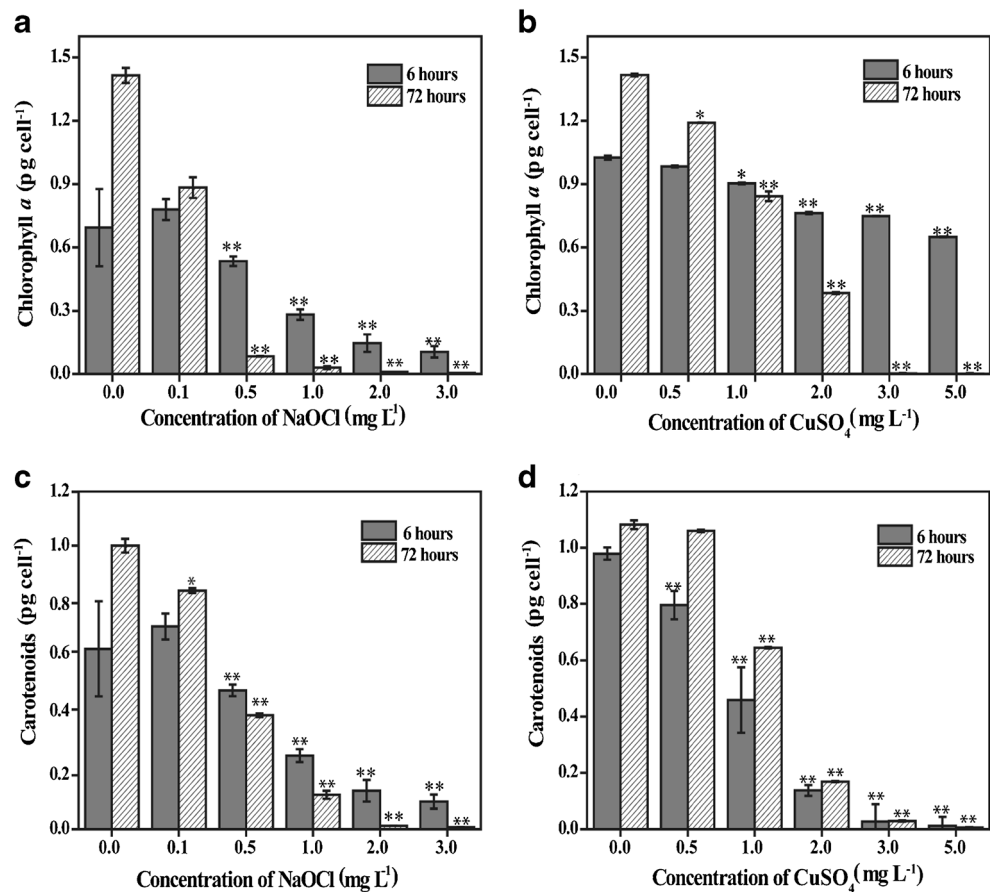 a
1.5
1.2
0.9
0.6
0.3
0.0
Chlorophyll a (p g cell-1)
6 hours
72 hours
**
**
**
**
**
**
**
**
0.0 0.1 0.5 1.0 2.0 3.0
Concentration of NaOCl (mg L-1)
b
1.5
1.2
0.9
0.6
0.3
0.0
Chlorophyll a (p g cell-1)
6 hours
72 hours
*
*
**
**
**
**
**
**
**
0.0 0.5 1.0 2.0 3.0 5.0
Concentration of CuSO4 (mg L-1)
c
1.2
1.0
0.8
0.6
0.4
0.2
0.0
Carotenoids (pg cell-1)
6 hours
72 hours
*
**
**
**
**
**
**
**
**
0.0 0.1 0.5 1.0 2.0 3.0
Concentration of NaOCl (mg L-1)
d
1.2
1.0
0.8
0.6
0.4
0.2
0.0
Carotenoids (pg cell-1)
6 hours
72 hours
**
**
**
**
**
**
**
**
**
0.0 0.5 1.0 2.0 3.0 5.0
Concentration of CuSO4 (mg L-1)